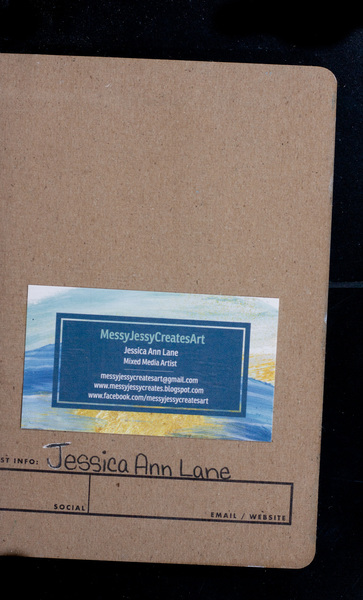 MessyJessyCreatesArt
Jessica Ann Lane
Mixed Media Artist
messyjessycreatesart@gmail.com
www.messyjessycreates.blogspot.com
www.facebook.com/messyjessycreatesart
ST INFO: Jessica Ann Lane
SOCIAL
EMAIL / WEBSITE